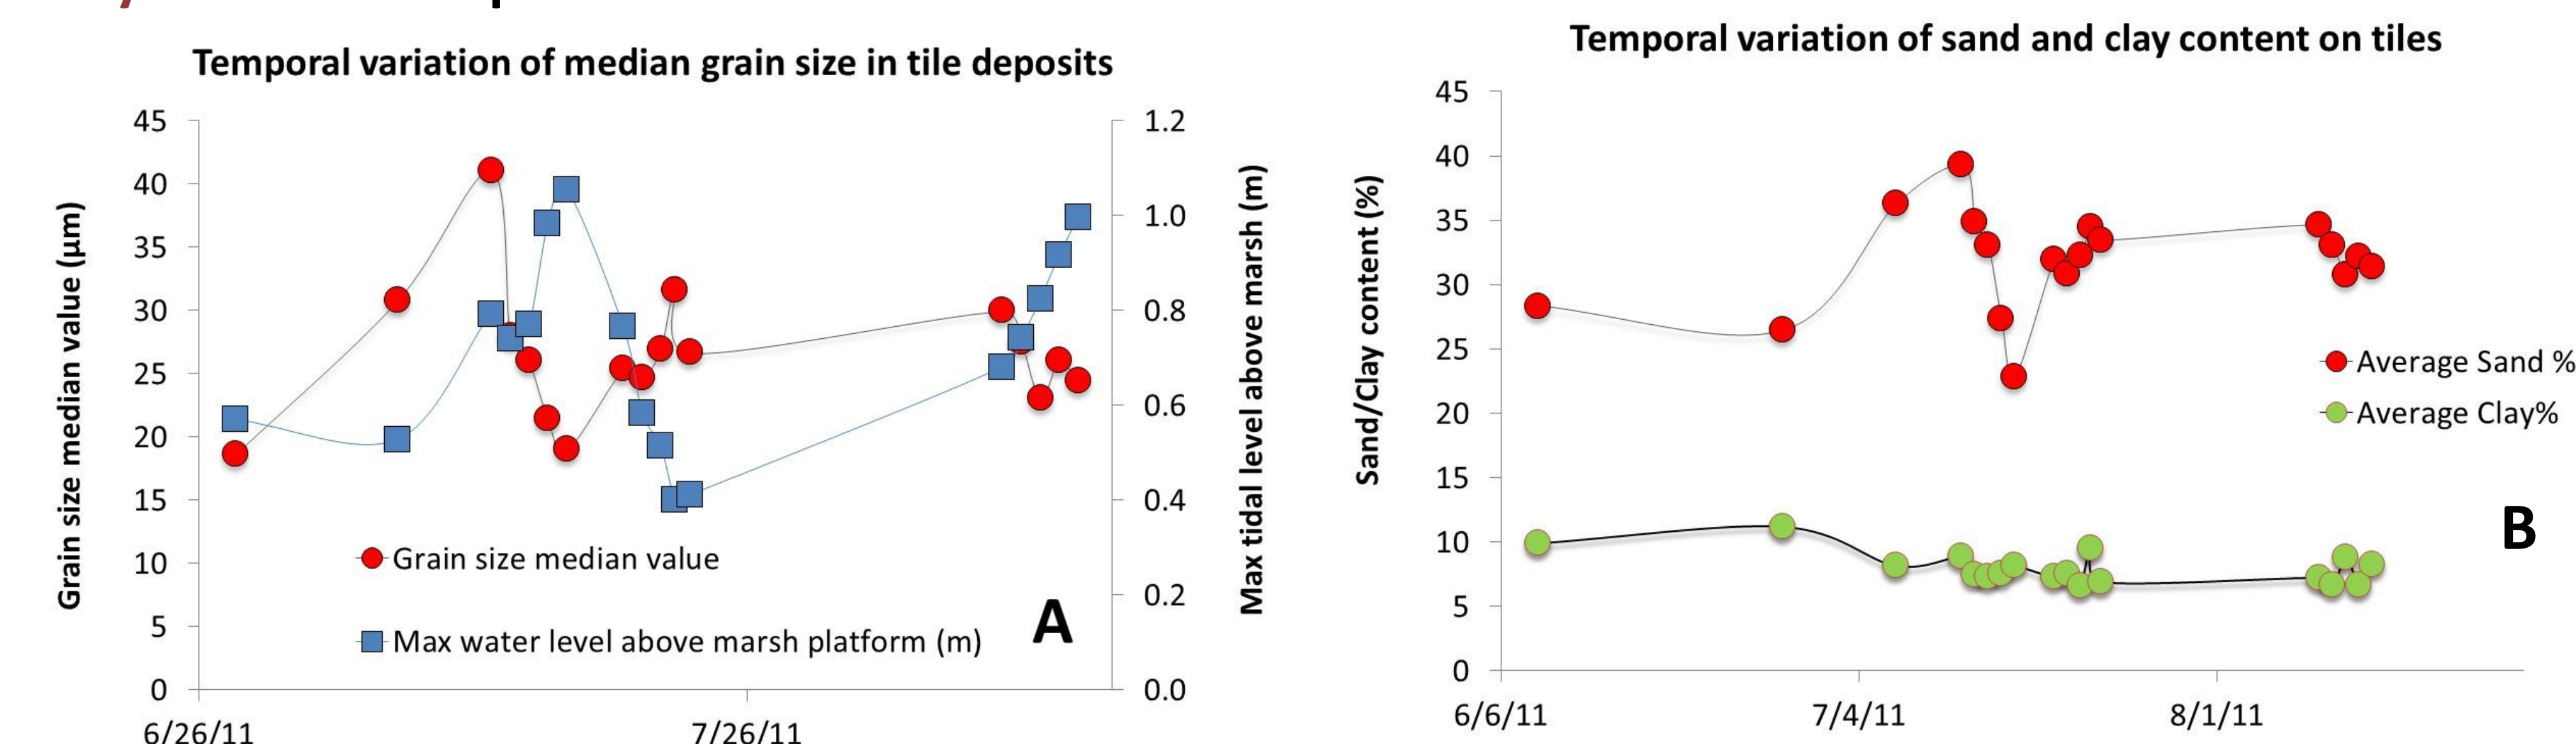 Temporal variation of median grain size in tile deposits
45
40
35
30
25
20
15
10
5
0
Grain size median value (µm)
1.2
1.0
0.8
0.6
0.4
0.2
0.0
Max tidal level above marsh (m)
Grain size median value
Max water level above marsh platform (m)
A
6/26/11
7/26/11
Temporal variation of sand and clay content on tiles
45
40
35
30
25
20
15
10
5
0
Sand/Clay content (%)
Average Sand %
Average Clay%
B
6/6/11
7/4/11
8/1/11